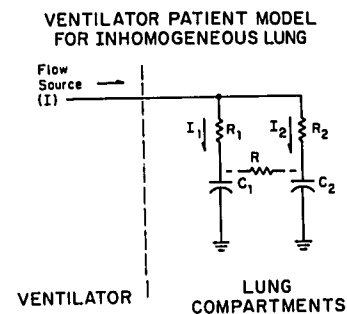 VENTILATOR PATIENT MODEL
FOR INHOMOGENEOUS LUNG
Flow
Source
(I)
I₁
R₁
I₂
R₂
R
C₁
C₂
VENTILATOR
LUNG
COMPARTMENTS